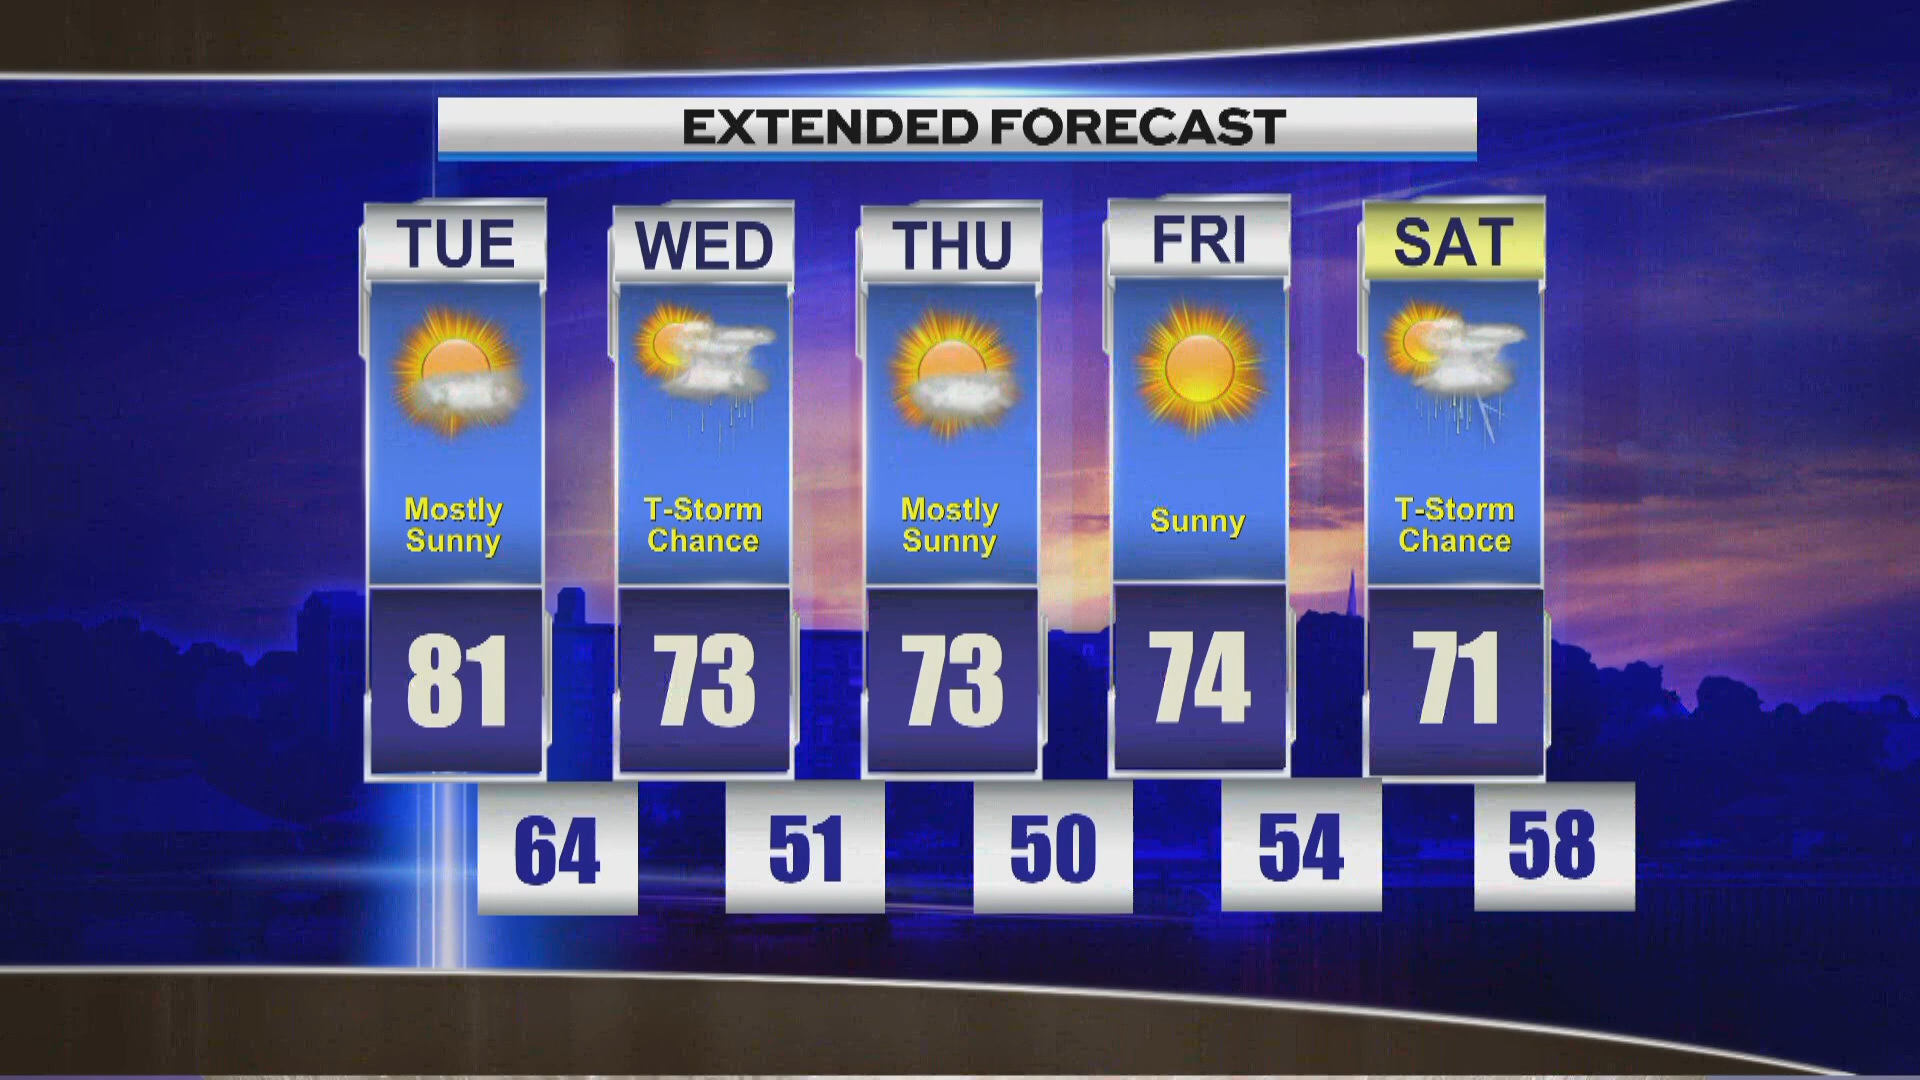 EXTENDED FORECAST
TUE WED THU FRI SAT
Mostly Sunny
T-Storm Chance
Mostly Sunny
Sunny
T-Storm Chance
81 73 73 74 71
64 51 50 54 58